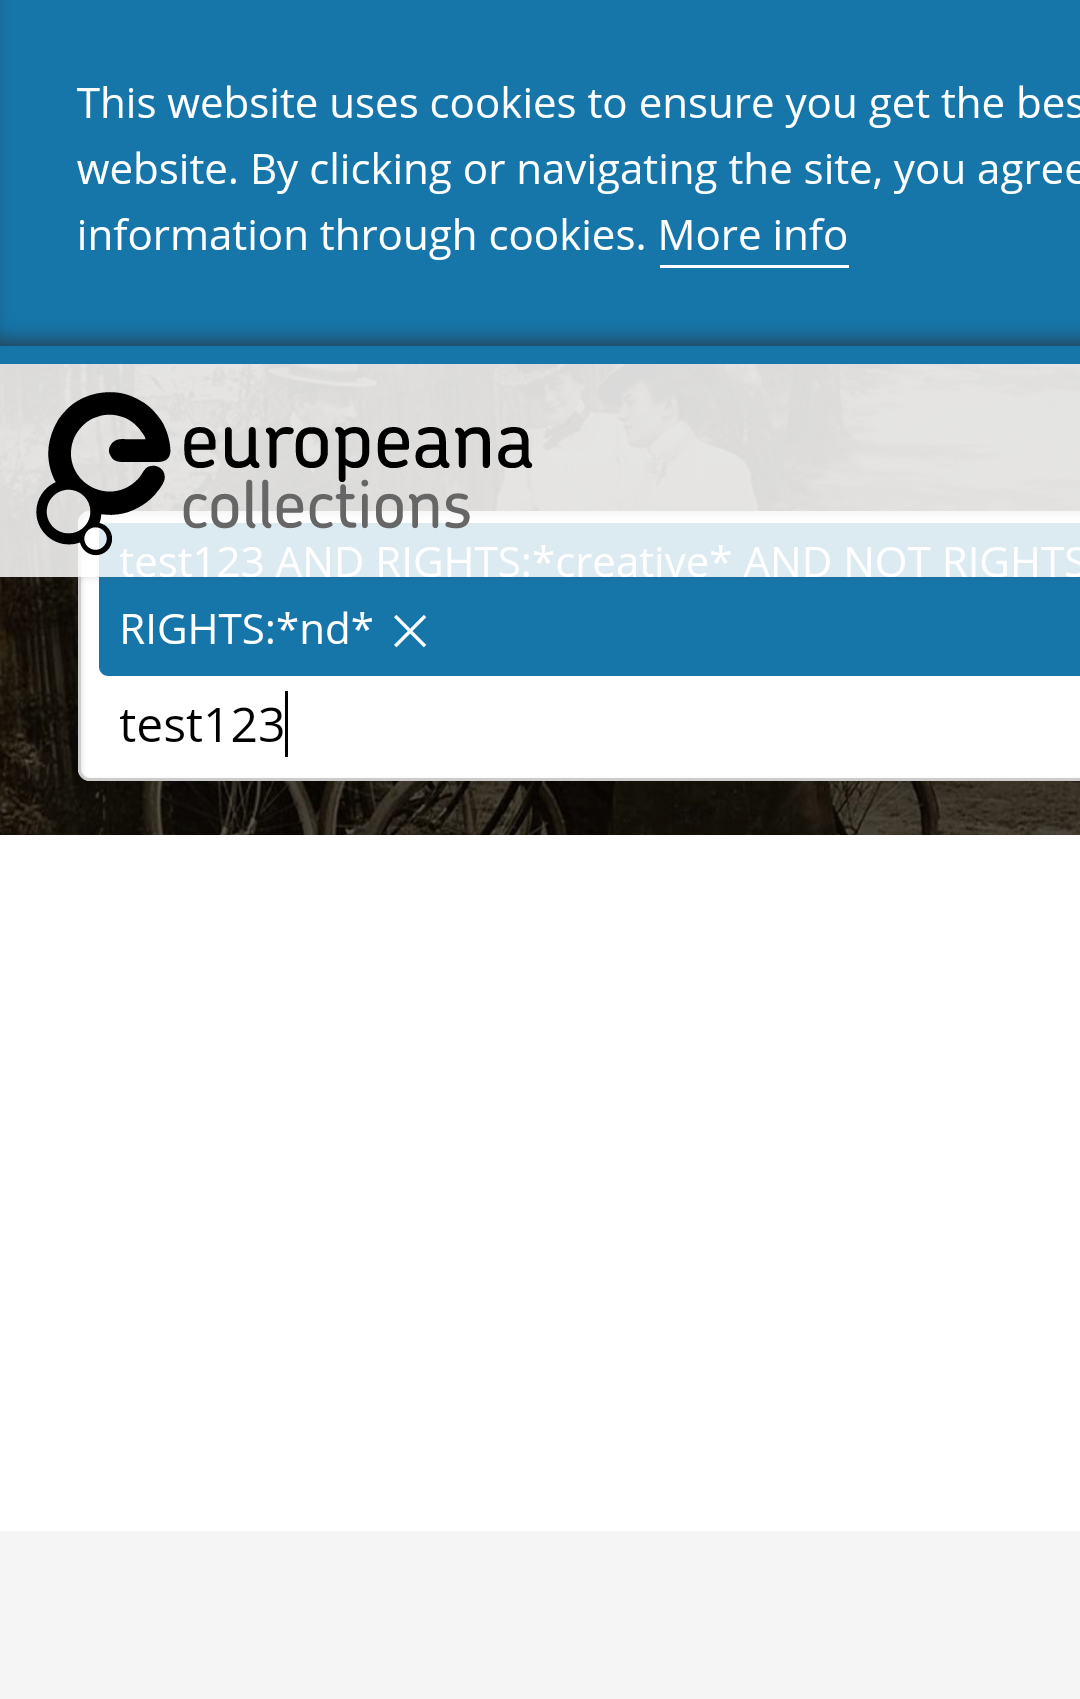 This website uses cookies to ensure you get the bes
website. By clicking or navigating the site, you agree
information through cookies. More info
europeana
collections
test123 AND RIGHTS:*creative* AND NOT RIGHTS
RIGHTS:*nd*
test123